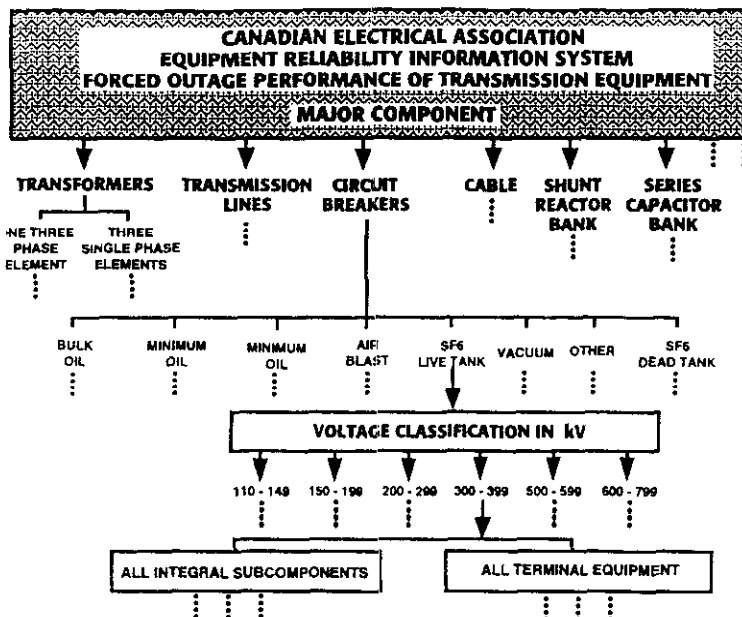 CANADIAN ELECTRICAL ASSOCIATION
EQUIPMENT RELIABILITY INFORMATION SYSTEM
FORCED OUTAGE PERFORMANCE OF TRANSMISSION EQUIPMENT
MAJOR COMPONENT
TRANSFORMERS
TRANSMISSION
LINES
CIRCUIT
BREAKERS
CABLE
SHUNT
REACTOR
BANK
SERIES
CAPACITOR
BANK
NE THREE
PHASE
ELEMENT
THREE
SINGLE PHASE
ELEMENTS
BULK
OIL
MINIMUM
OIL
MINIMUM
OIL
AIR
BLAST
SF6
LIVE TANK
VACUUM
OTHER
SF6
DEAD TANK
VOLTAGE CLASSIFICATION IN kV
110 - 149
150 - 199
200 - 299
300 - 399
500 - 599
600 - 799
ALL INTEGRAL SUBCOMPONENTS
ALL TERMINAL EQUIPMENT